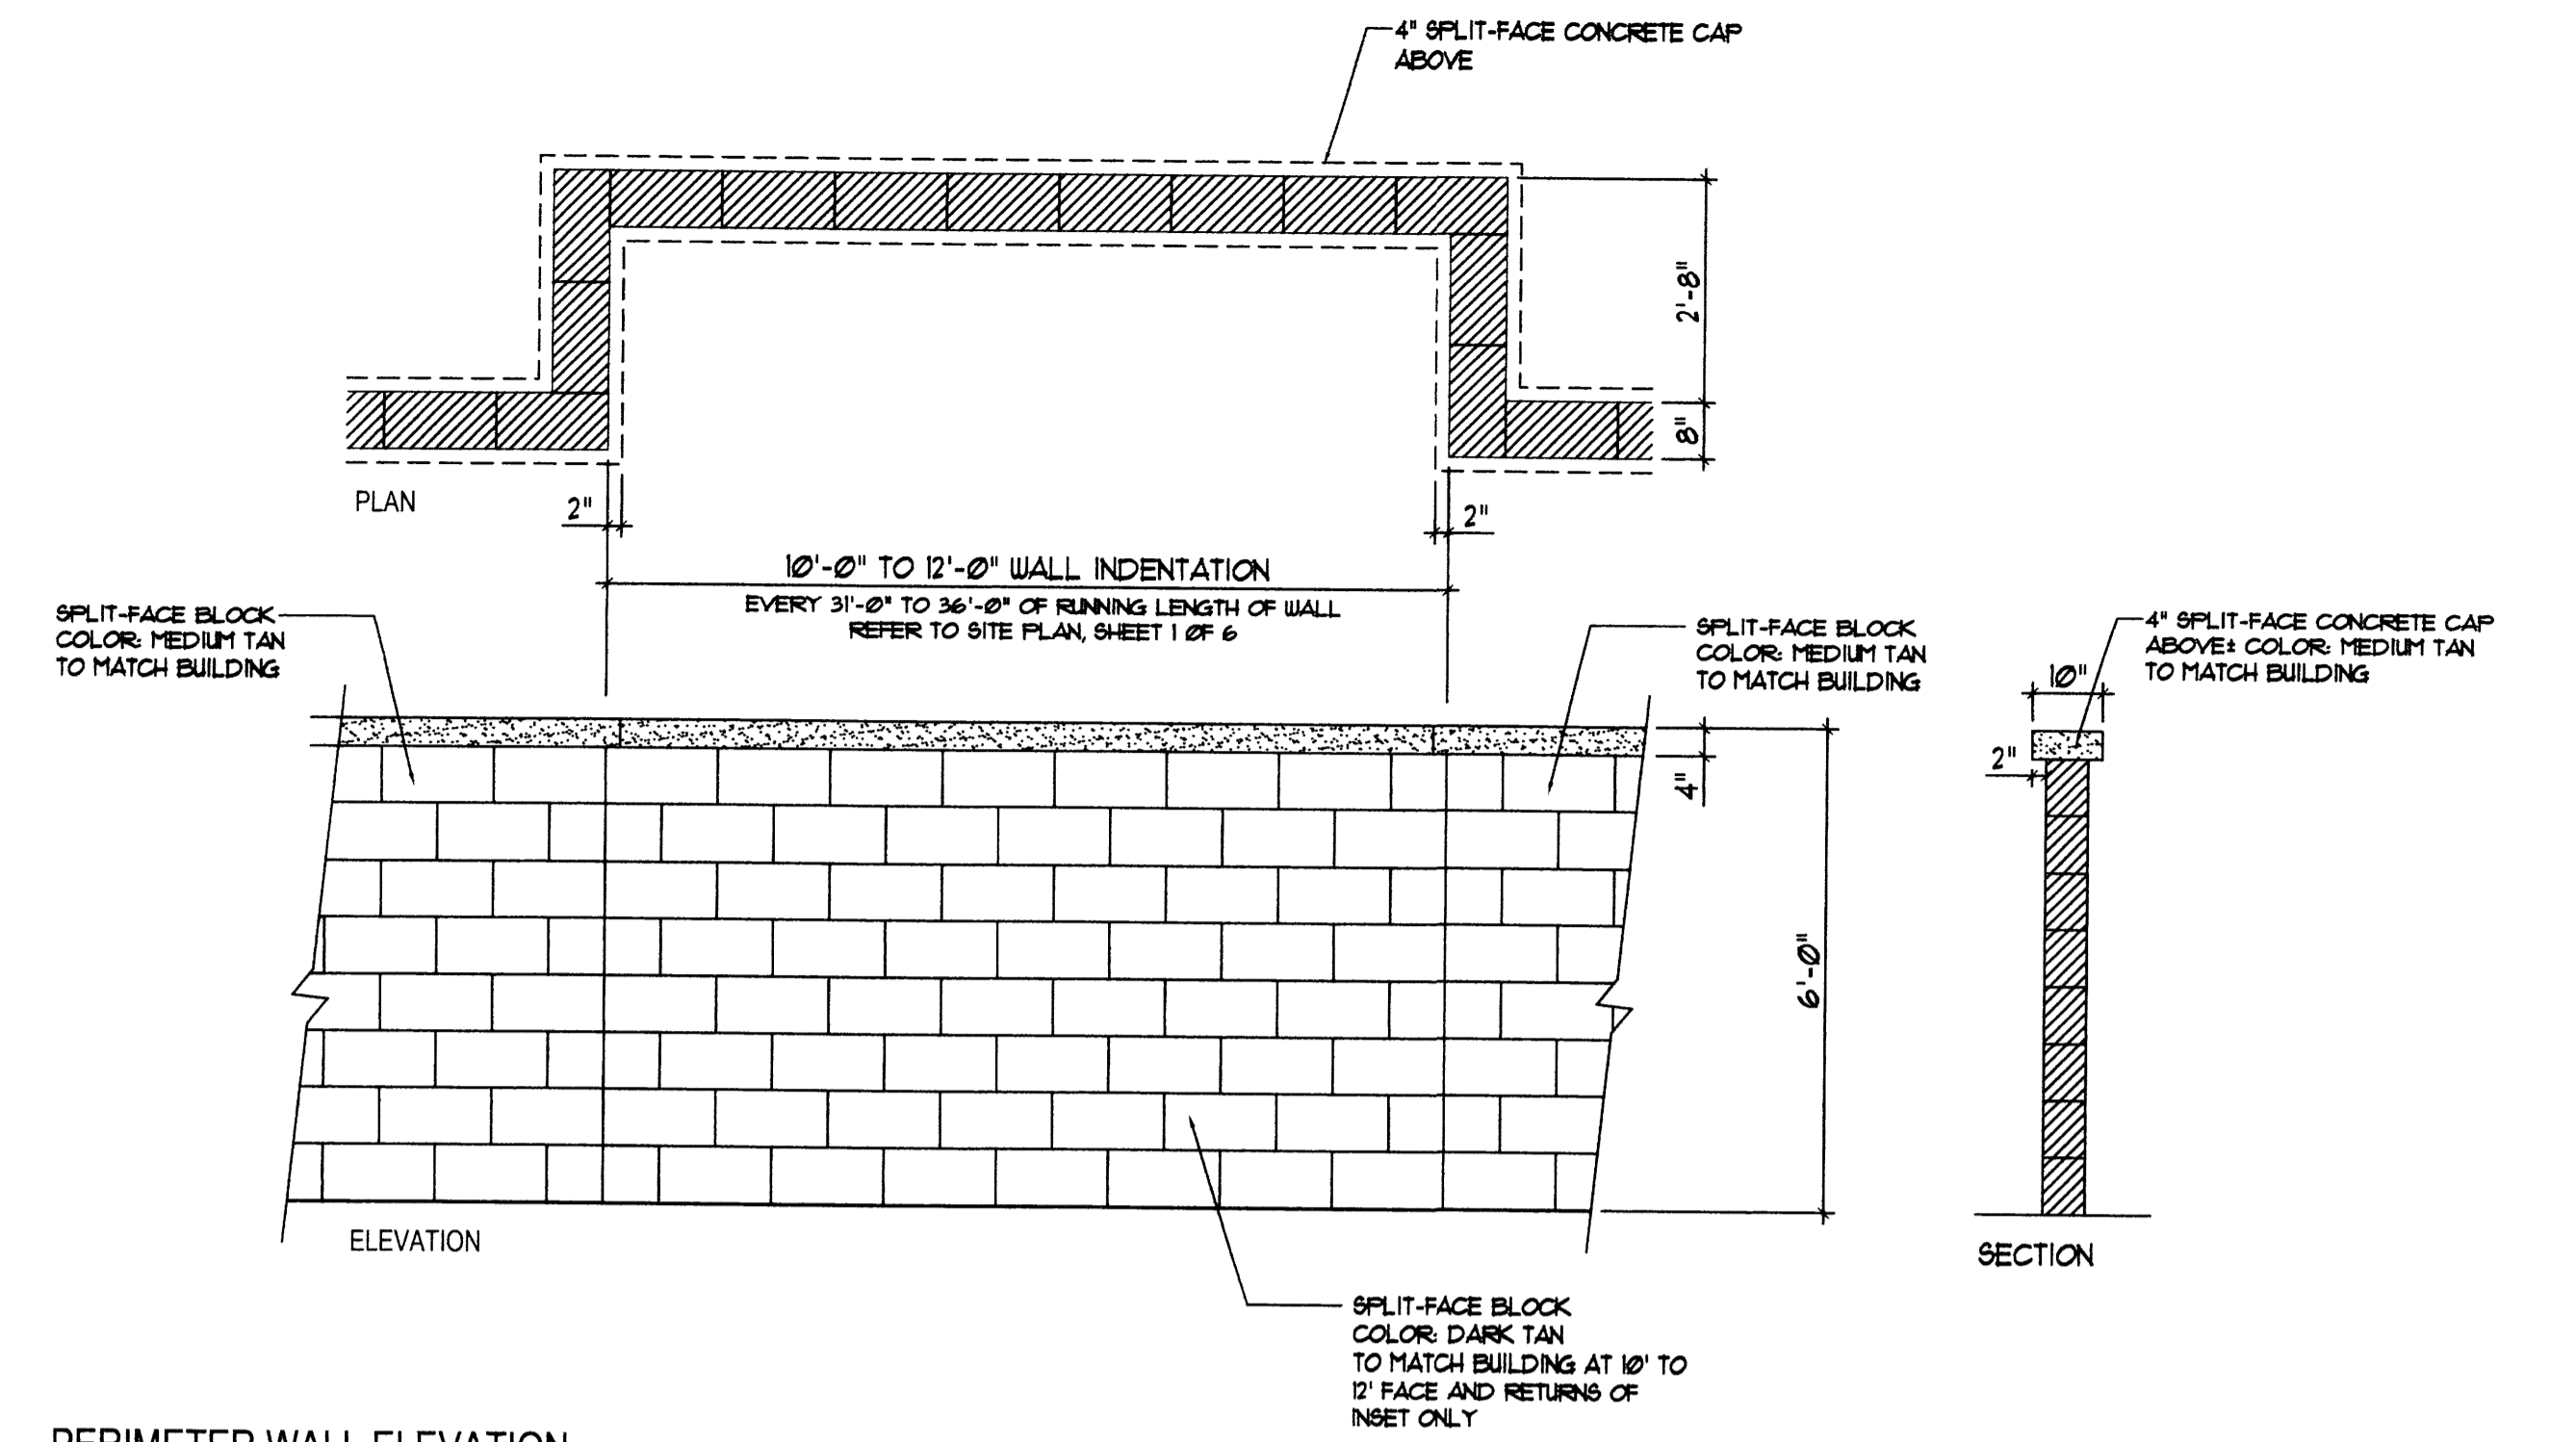 4" SPLIT-FACE CONCRETE CAP
ABOVE
2'-8"
8"
PLAN
2"
2"
10'-0" TO 12'-0" WALL INDENTATION
EVERY 31'-0" TO 36'-0" OF RUNNING LENGTH OF WALL
REFER TO SITE PLAN, SHEET 1 OF 6
SPLIT-FACE BLOCK
COLOR: MEDIUM TAN
TO MATCH BUILDING
SPLIT-FACE BLOCK
COLOR: MEDIUM TAN
TO MATCH BUILDING
4" SPLIT-FACE CONCRETE CAP
ABOVE± COLOR: MEDIUM TAN
TO MATCH BUILDING
10"
2"
4"
6'-0"
ELEVATION
SECTION
SPLIT-FACE BLOCK
COLOR: DARK TAN
TO MATCH BUILDING AT 10' TO
12' FACE AND RETURNS OF
INSET ONLY
PERIMETER WALL ELEVATION